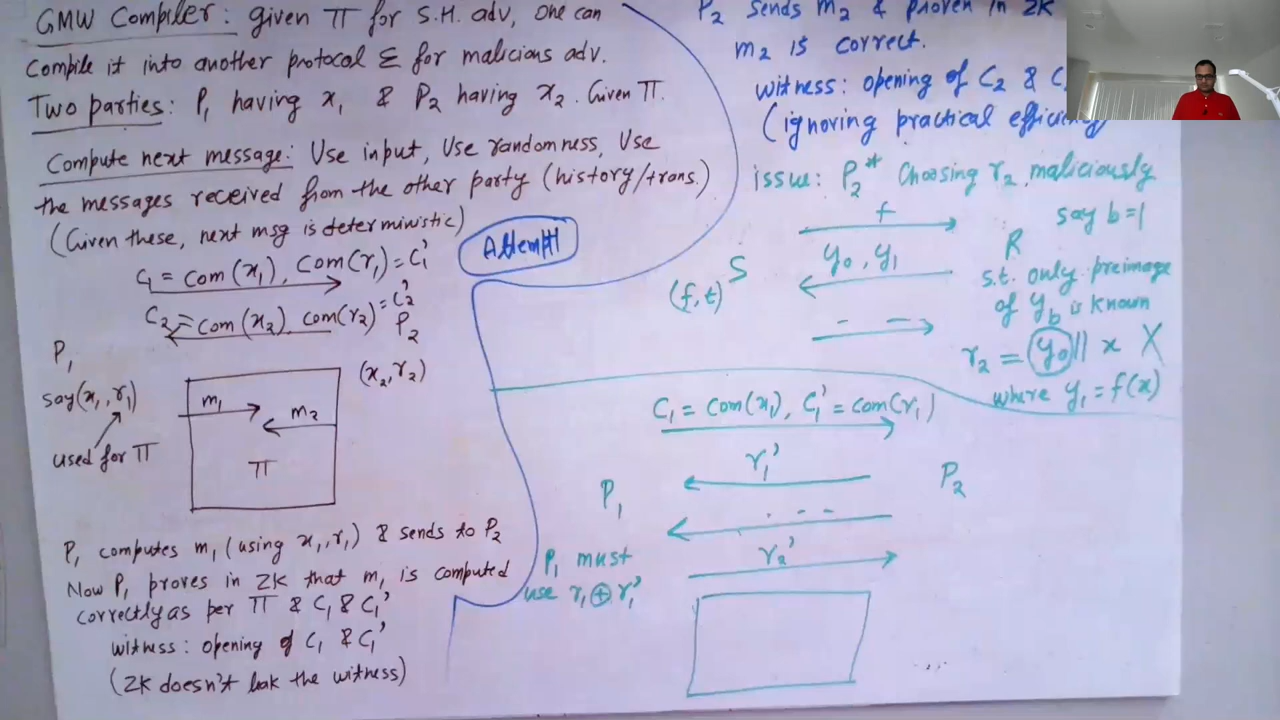 GMW Compiler: given π for S.H. adv, one can
compile it into another protocol Σ for malicious adv.
Two parties: P₁ having x₁ & P₂ having x₂. Given π.
Compute next message: Use input, Use randomness, Use
the messages received from the other party (history/trans.)
(Given these, next msg is deterministic)
C₁ = Com(x₁), Com(r₁) = C₁'
C₂ = Com(x₂) Com(r₂) = C₂'
P₂
P₁
(x₂, r₂)
say (x₁, r₁)
m₁
m₂
used for π
π
P₁ computes m₁ (using x₁, r₁) & sends to P₂
Now P₁ proves in ZK that m₁ is computed
correctly as per π & C₁ & C₁'
witness: opening of C₁ & C₁'
(ZK doesn't leak the witness)
Attempt
P₂ sends m₂ & proven in ZK
m₂ is correct.
witness: opening of C₂ & C
(ignoring practical efficiency)
issue: P₂* choosing r₂ maliciously
f
say b=1
S
y₀, y₁
R
(f, t)
s.t. only preimage
of y_b is known
r₂ = y₀ || x X
where y₁ = f(x)
C₁ = Com(x₁), C₁' = com(r₁)
r₁'
P₁
P₂
. - - -
P₁ must
use r₁ ⊕ r₁'
r₂'